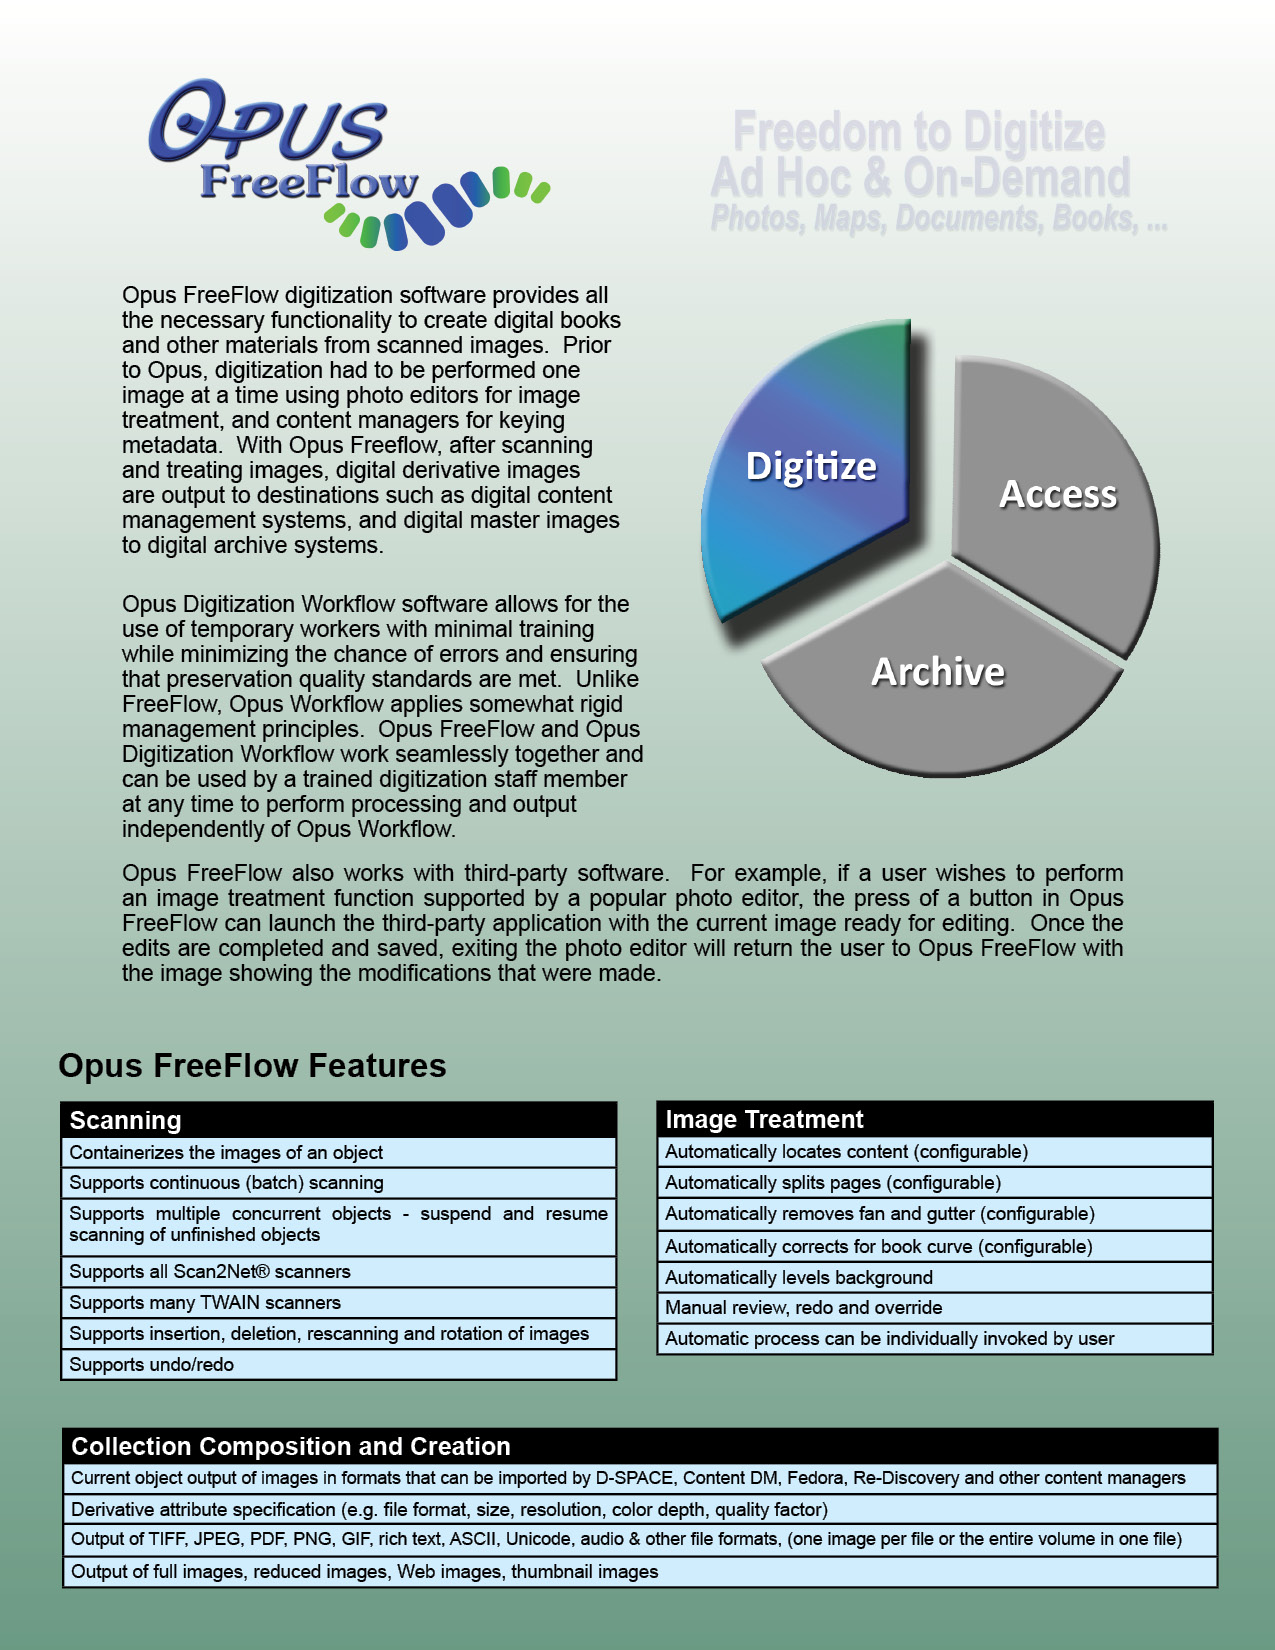 Opus
FreeFlow
Freedom to Digitize
Ad Hoc & On-Demand
Photos, Maps, Documents, Books, ...
Opus FreeFlow digitization software provides all
the necessary functionality to create digital books
and other materials from scanned images.  Prior
to Opus, digitization had to be performed one
image at a time using photo editors for image
treatment, and content managers for keying
metadata.  With Opus Freeflow, after scanning
and treating images, digital derivative images
are output to destinations such as digital content
management systems, and digital master images
to digital archive systems.
Digitize
Access
Archive
Opus Digitization Workflow software allows for the
use of temporary workers with minimal training
while minimizing the chance of errors and ensuring
that preservation quality standards are met.  Unlike
FreeFlow, Opus Workflow applies somewhat rigid
management principles.  Opus FreeFlow and Opus
Digitization Workflow work seamlessly together and
can be used by a trained digitization staff member
at any time to perform processing and output
independently of Opus Workflow.
Opus FreeFlow also works with third-party software.  For example, if a user wishes to perform
an image treatment function supported by a popular photo editor, the press of a button in Opus
FreeFlow can launch the third-party application with the current image ready for editing.  Once the
edits are completed and saved, exiting the photo editor will return the user to Opus FreeFlow with
the image showing the modifications that were made.
Opus FreeFlow Features
Scanning
Containerizes the images of an object
Supports continuous (batch) scanning
Supports multiple concurrent objects - suspend and resume
scanning of unfinished objects
Supports all Scan2Net® scanners
Supports many TWAIN scanners
Supports insertion, deletion, rescanning and rotation of images
Supports undo/redo
Image Treatment
Automatically locates content (configurable)
Automatically splits pages (configurable)
Automatically removes fan and gutter (configurable)
Automatically corrects for book curve (configurable)
Automatically levels background
Manual review, redo and override
Automatic process can be individually invoked by user
Collection Composition and Creation
Current object output of images in formats that can be imported by D-SPACE, Content DM, Fedora, Re-Discovery and other content managers
Derivative attribute specification (e.g. file format, size, resolution, color depth, quality factor)
Output of TIFF, JPEG, PDF, PNG, GIF, rich text, ASCII, Unicode, audio & other file formats, (one image per file or the entire volume in one file)
Output of full images, reduced images, Web images, thumbnail images